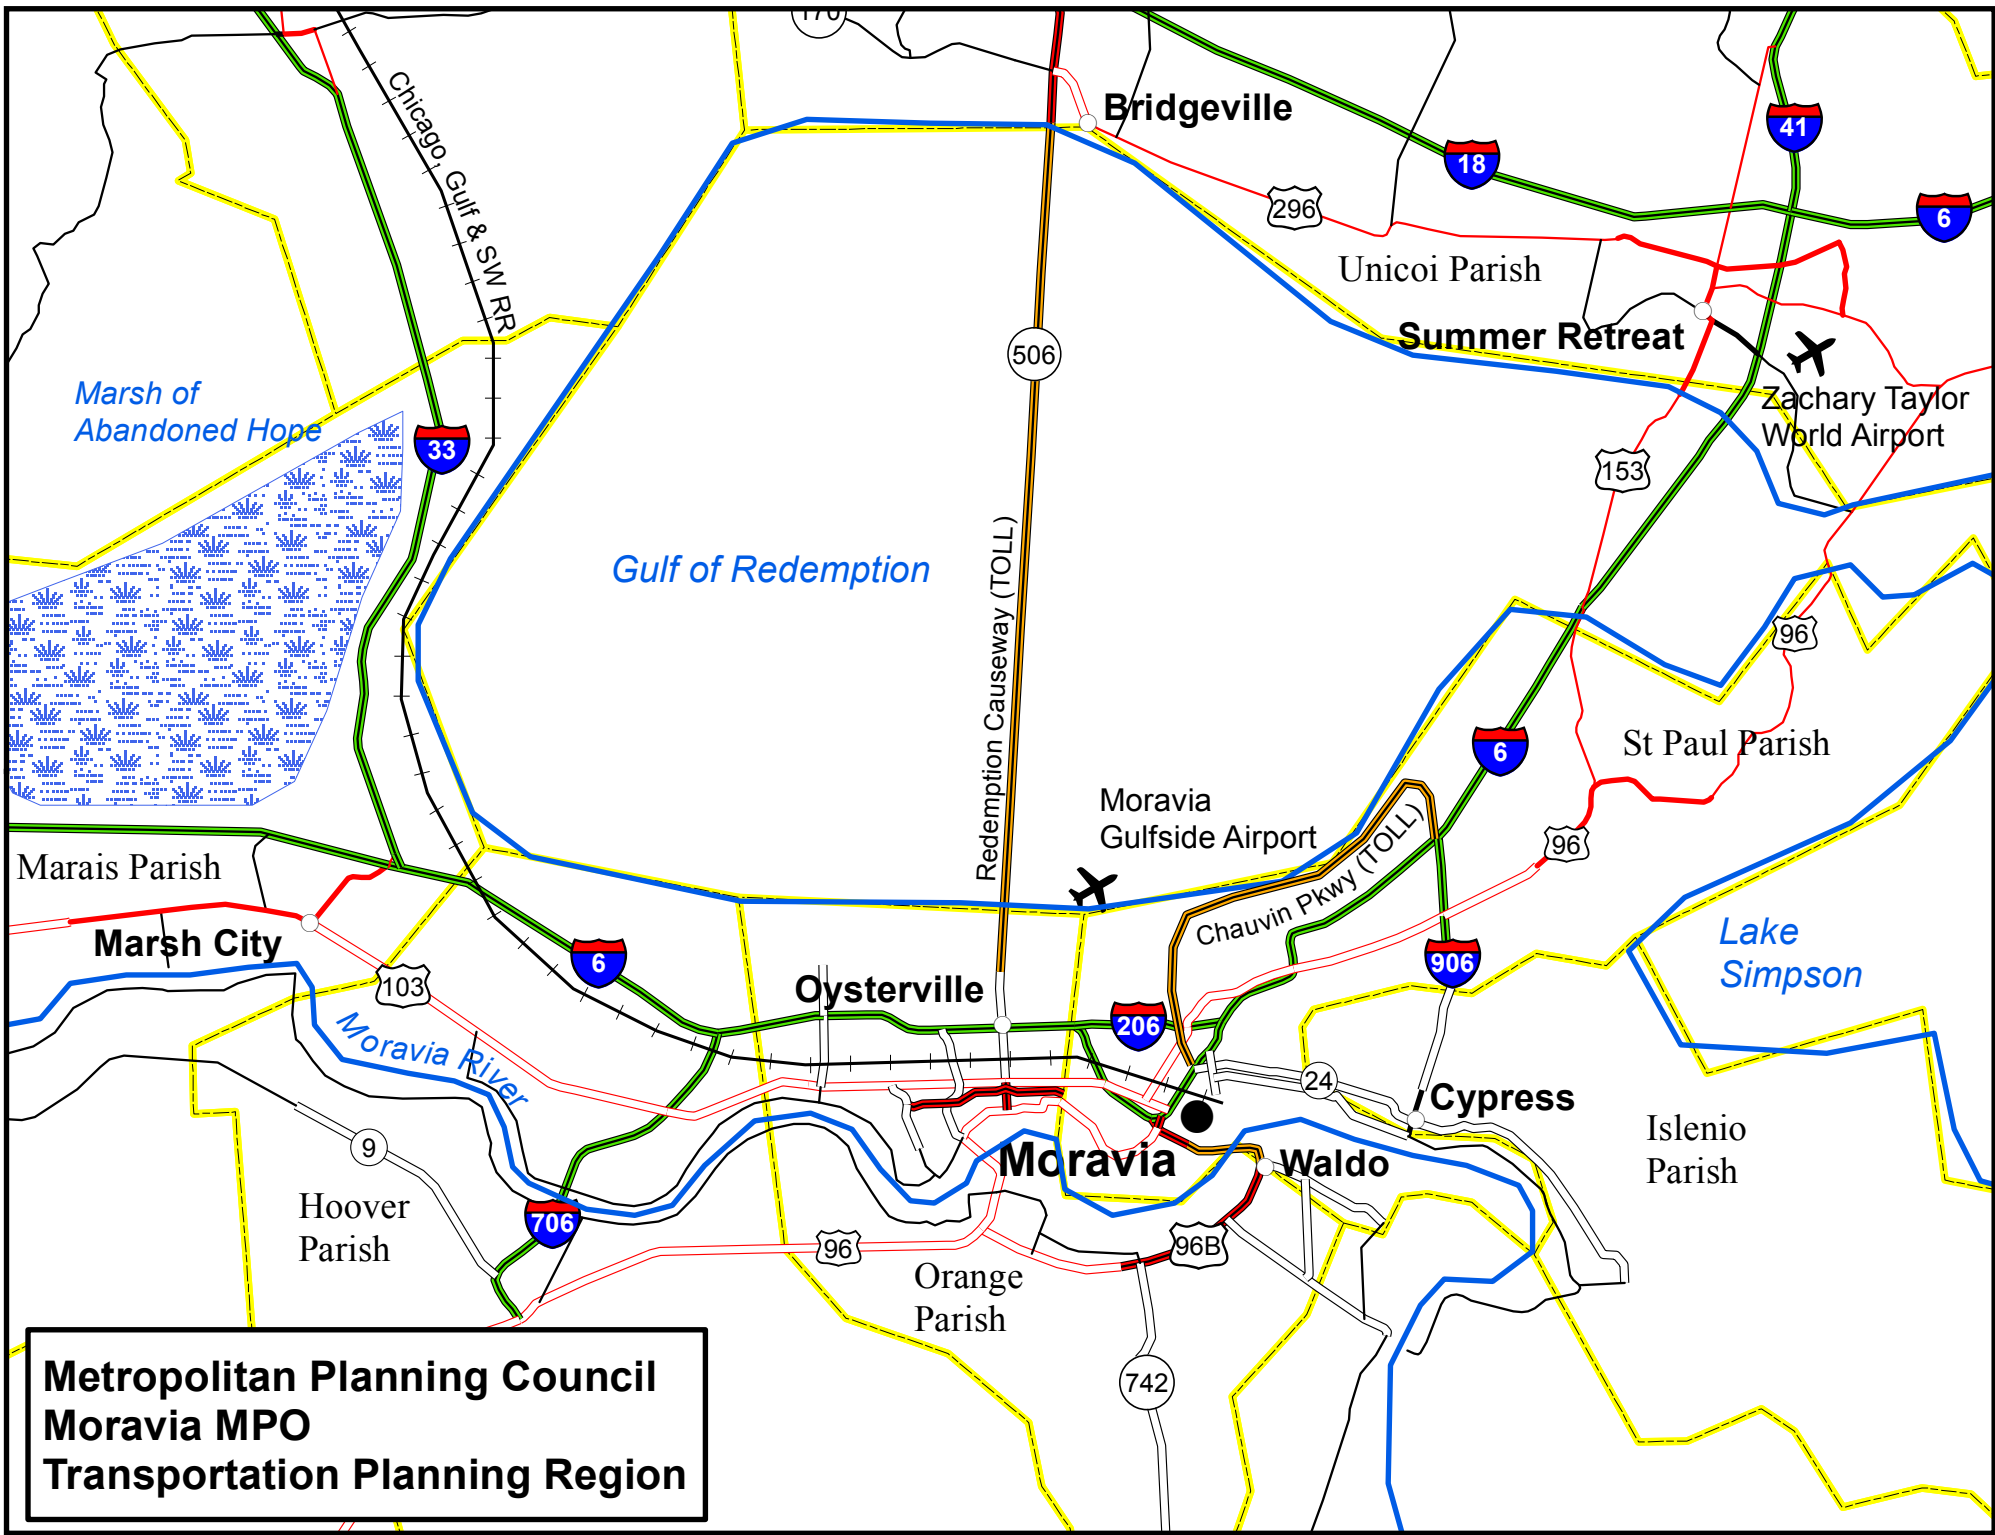 170
Bridgeville
41
18
6
296
Chicago, Gulf & SW RR
Unicoi Parish
Summer Retreat
506
Marsh of
Abandoned Hope
Zachary Taylor
World Airport
33
153
Gulf of Redemption
Redemption Causeway (TOLL)
96
St Paul Parish
6
Moravia
Gulfside Airport
Chauvin Pkwy (TOLL)
96
Marais Parish
Marsh City
6
103
Oysterville
906
Lake
Simpson
206
Moravia River
24
Cypress
9
Moravia
Waldo
Islenio
Parish
Hoover
Parish
706
96
96B
Orange
Parish
742
Metropolitan Planning Council
Moravia MPO
Transportation Planning Region